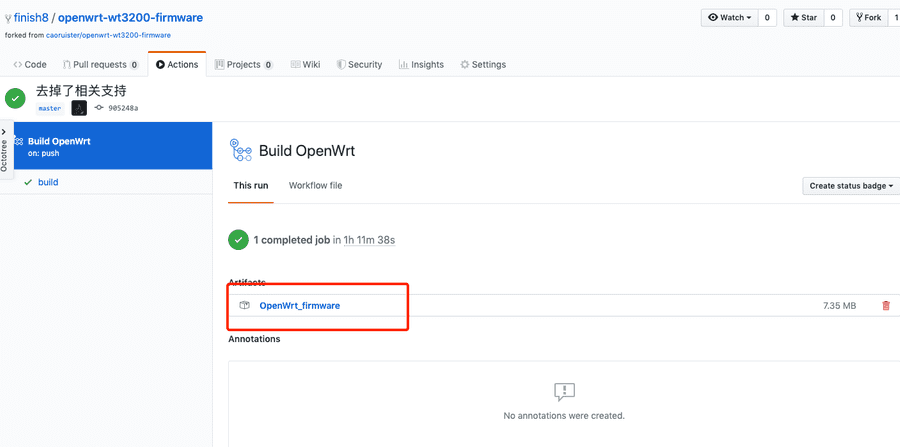 finish8 / openwrt-wt3200-firmware
Watch 0 Star 0 Fork 1
forked from caoruister/openwrt-wt3200-firmware
Code Pull requests 0 Actions Projects 0 Wiki Security Insights Settings
去掉了相关支持
master 905248a
Octotree
Build OpenWrt
on: push
build
Build OpenWrt
This run Workflow file
Create status badge
1 completed job in 1h 11m 38s
Artifacts
OpenWrt_firmware 7.35 MB
Annotations
No annotations were created.